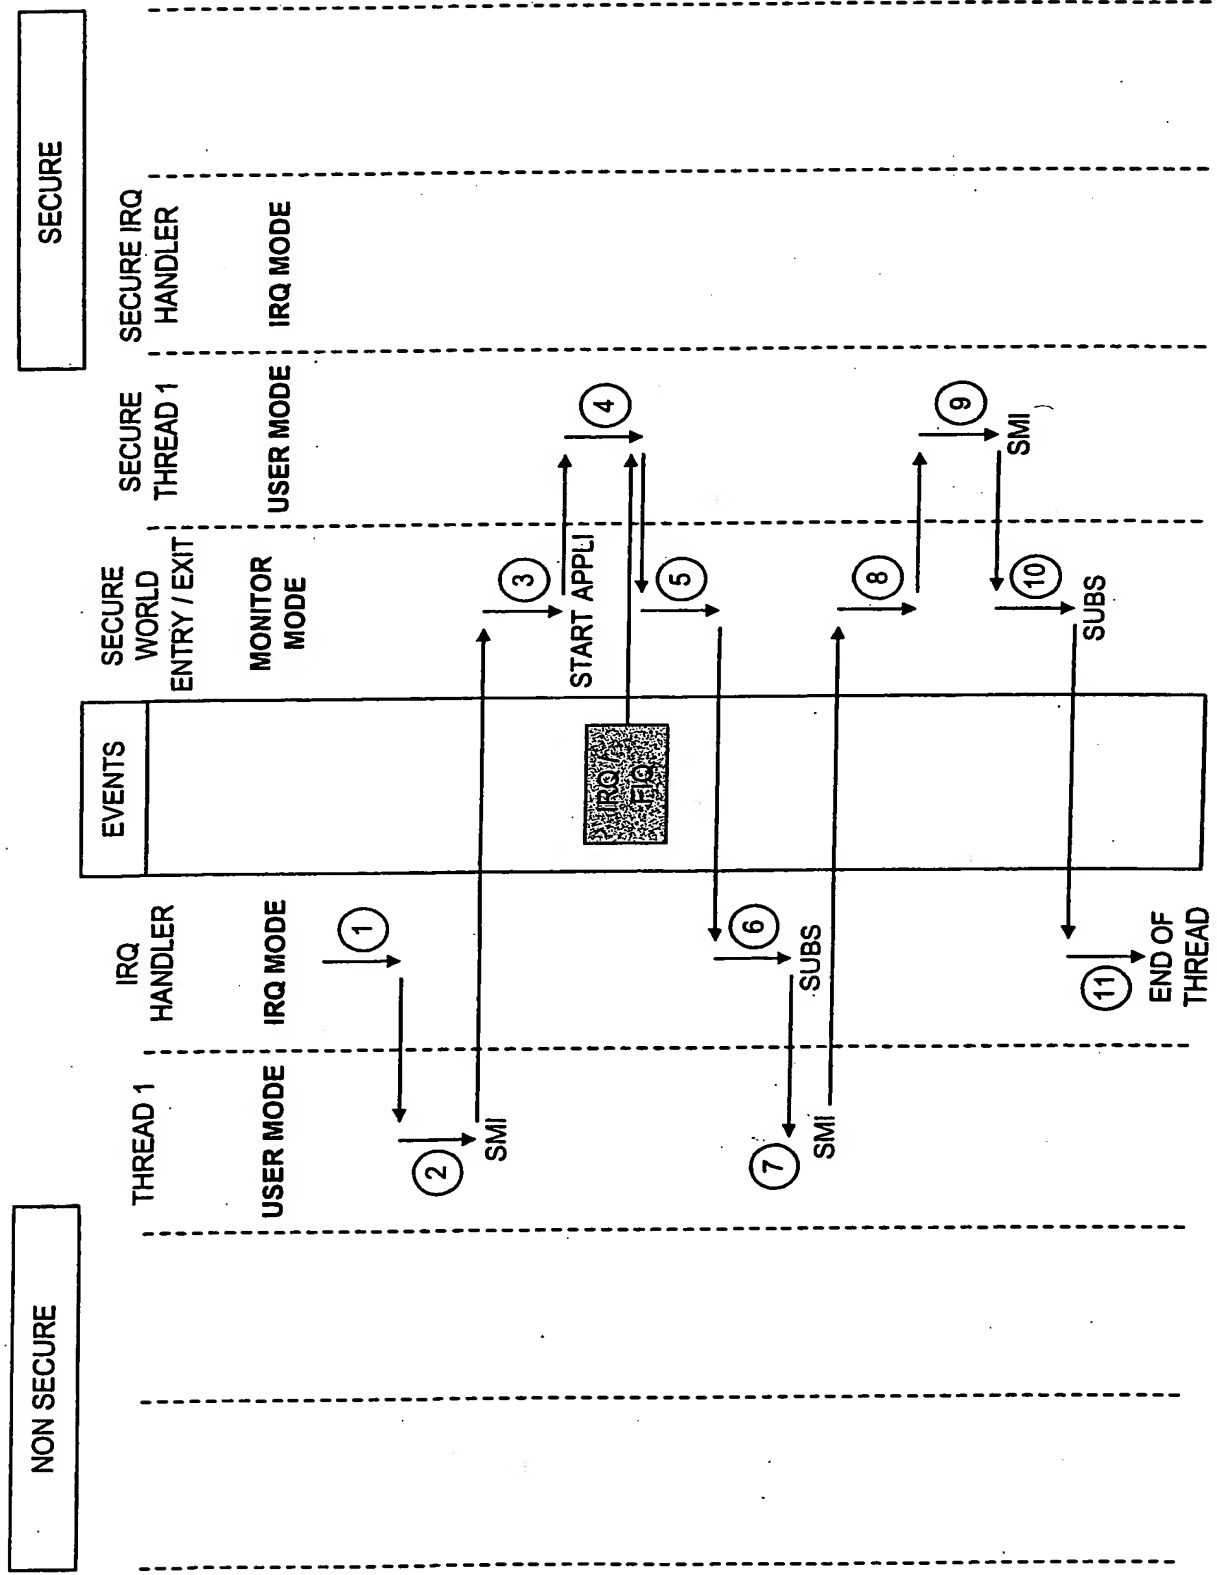 NON SECURE
SECURE
EVENTS
THREAD 1
USER MODE
IRQ
HANDLER
IRQ MODE
SECURE
WORLD
ENTRY / EXIT
MONITOR
MODE
SECURE
THREAD 1
USER MODE
SECURE IRQ
HANDLER
IRQ MODE
1
2
SMI
3
START APPLI
4
IRQ /
FIQ
5
6
SUBS
7
SMI
8
9
SMI
10
SUBS
11
END OF
THREAD